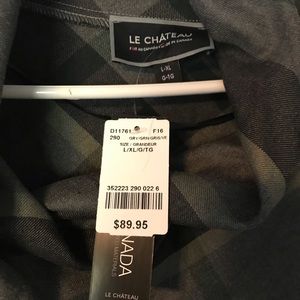 LE CHÂTEAU
L-XL
G-TG
D11761
F16
290
SIZE : GRANDEUR
L/XL/G/TG
352223 290 022 6
$89.95
NADA
LE CHÂTEAU